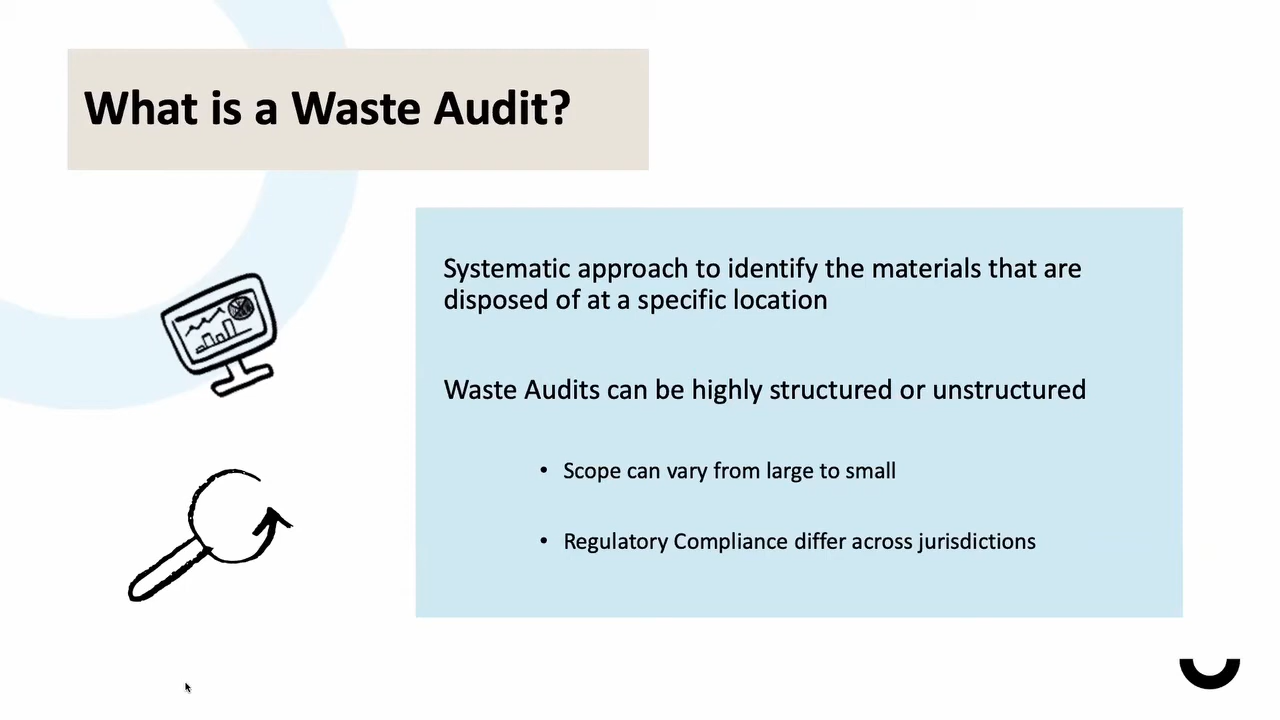 What is a Waste Audit?
Systematic approach to identify the materials that are
disposed of at a specific location
Waste Audits can be highly structured or unstructured
• Scope can vary from large to small
• Regulatory Compliance differ across jurisdictions